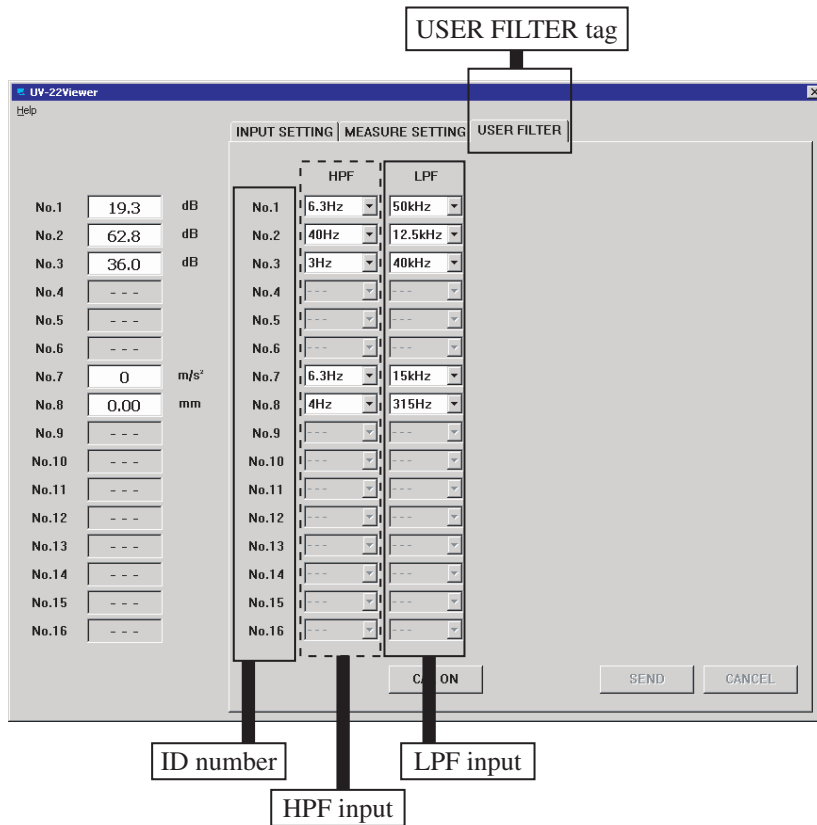 USER FILTER tag
UV-22Viewer
Help
INPUT SETTING MEASURE SETTING USER FILTER
HPF LPF
No.1 19.3 dB No.1 6.3Hz 50kHz
No.2 62.8 dB No.2 40Hz 12.5kHz
No.3 36.0 dB No.3 3Hz 40kHz
No.4 - - - No.4 - - - - - -
No.5 - - - No.5 - - - - - -
No.6 - - - No.6 - - - - - -
No.7 0 m/s² No.7 6.3Hz 15kHz
No.8 0.00 mm No.8 4Hz 315Hz
No.9 - - - No.9 - - - - - -
No.10 - - - No.10 - - - - - -
No.11 - - - No.11 - - - - - -
No.12 - - - No.12 - - - - - -
No.13 - - - No.13 - - - - - -
No.14 - - - No.14 - - - - - -
No.15 - - - No.15 - - - - - -
No.16 - - - No.16 - - - - - -
ON SEND CANCEL
ID number LPF input
HPF input